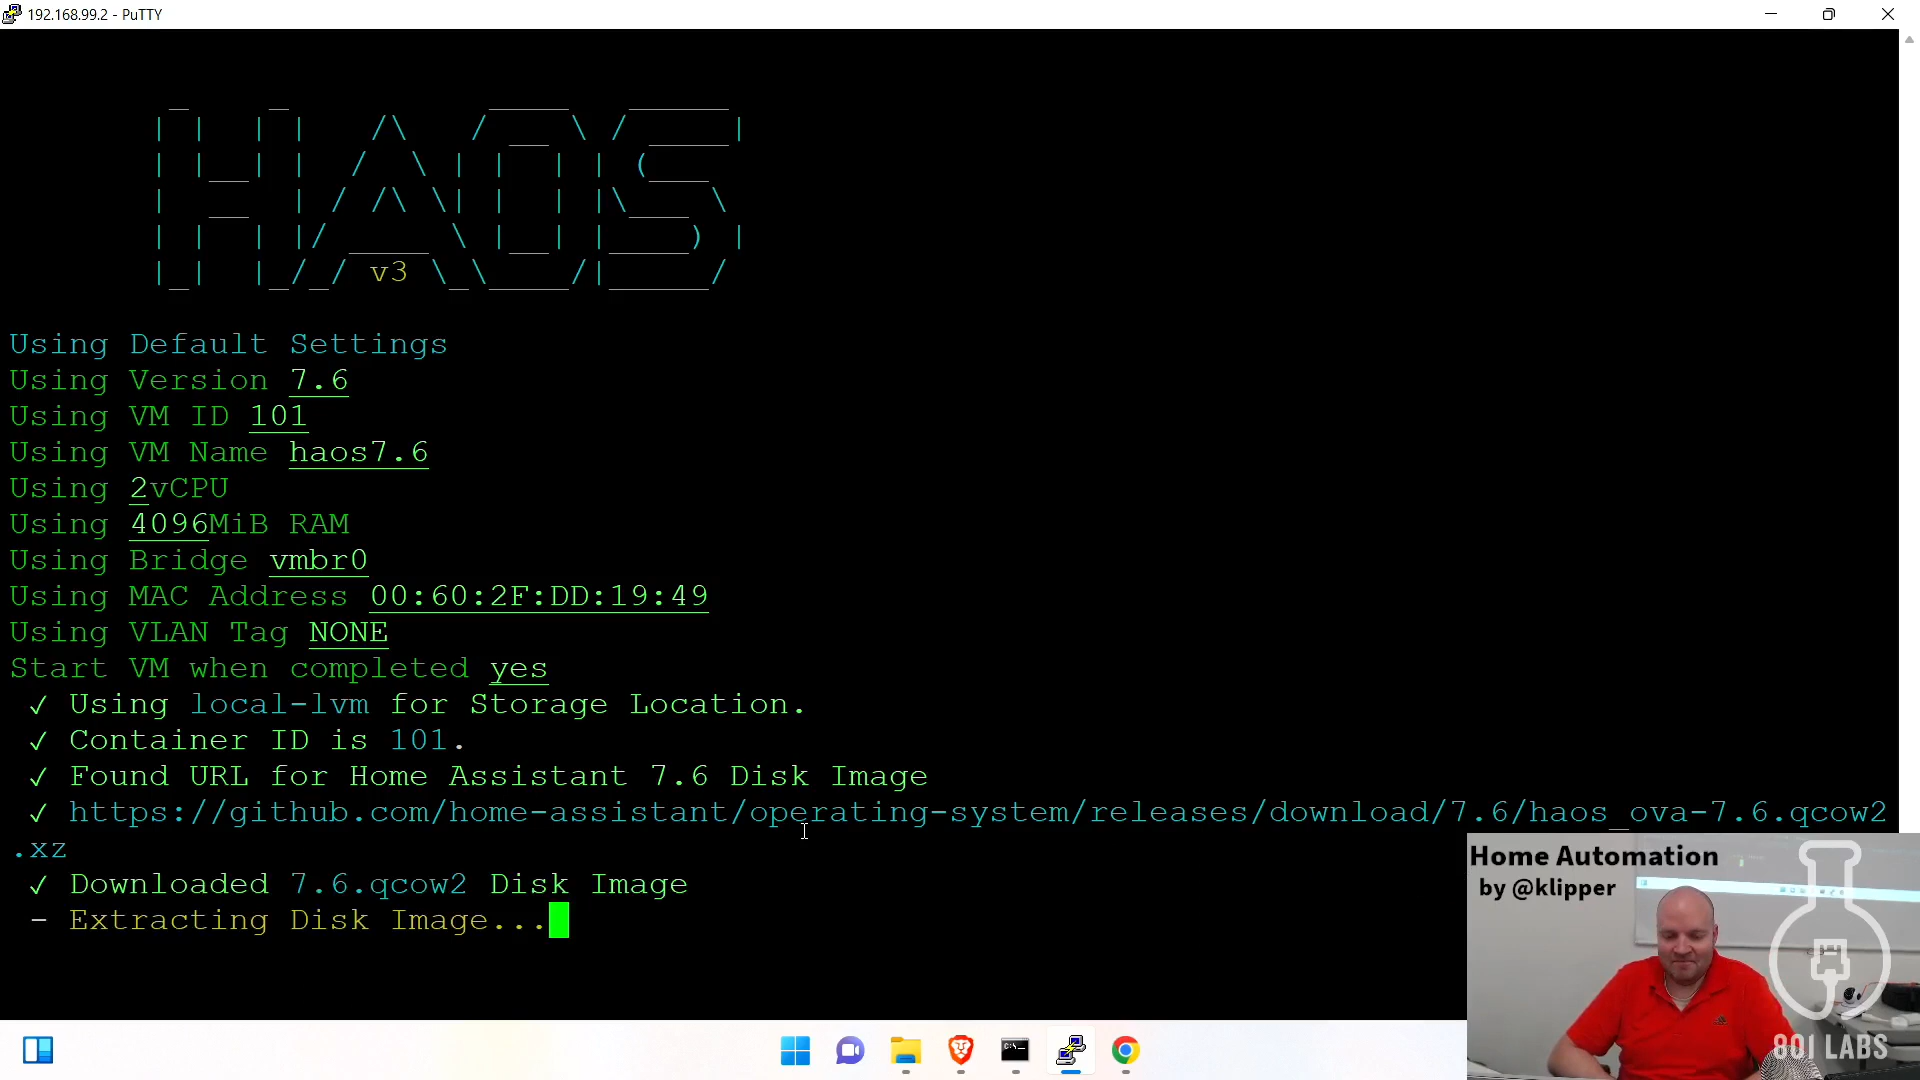 192.168.99.2 - PuTTY
HAOS
v3
Using Default Settings
Using Version 7.6
Using VM ID 101
Using VM Name haos7.6
Using 2vCPU
Using 4096MiB RAM
Using Bridge vmbr0
Using MAC Address 00:60:2F:DD:19:49
Using VLAN Tag NONE
Start VM when completed yes
✓ Using local-lvm for Storage Location.
✓ Container ID is 101.
✓ Found URL for Home Assistant 7.6 Disk Image
✓ https://github.com/home-assistant/operating-system/releases/download/7.6/haos_ova-7.6.qcow2
.xz
✓ Downloaded 7.6.qcow2 Disk Image
- Extracting Disk Image...
Home Automation
by @klipper
801 LABS